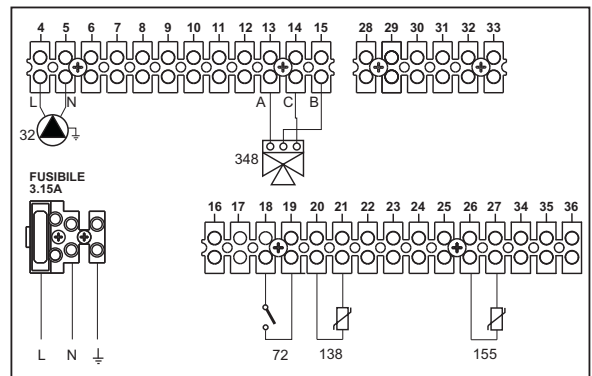 4 5 6 7 8 9 10 11 12 13 14 15 28 29 30 31 32 33
L N A C B
32
348
FUSIBILE
3.15A
16 17 18 19 20 21 22 23 24 25 26 27 34 35 36
L N 72 138 155